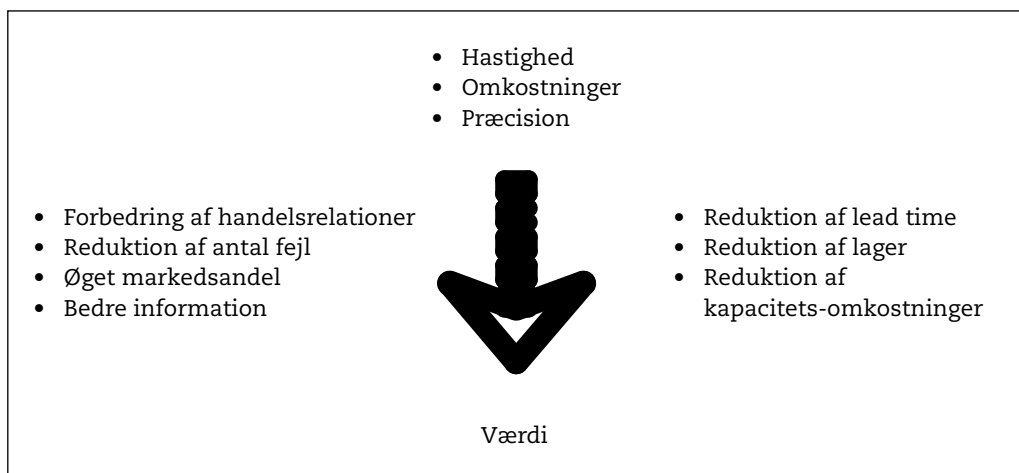 • Hastighed
• Omkostninger
• Præcision
• Forbedring af handelsrelationer
• Reduktion af antal fejl
• Øget markedsandel
• Bedre information
• Reduktion af lead time
• Reduktion af lager
• Reduktion af
kapacitets-omkostninger
Værdi